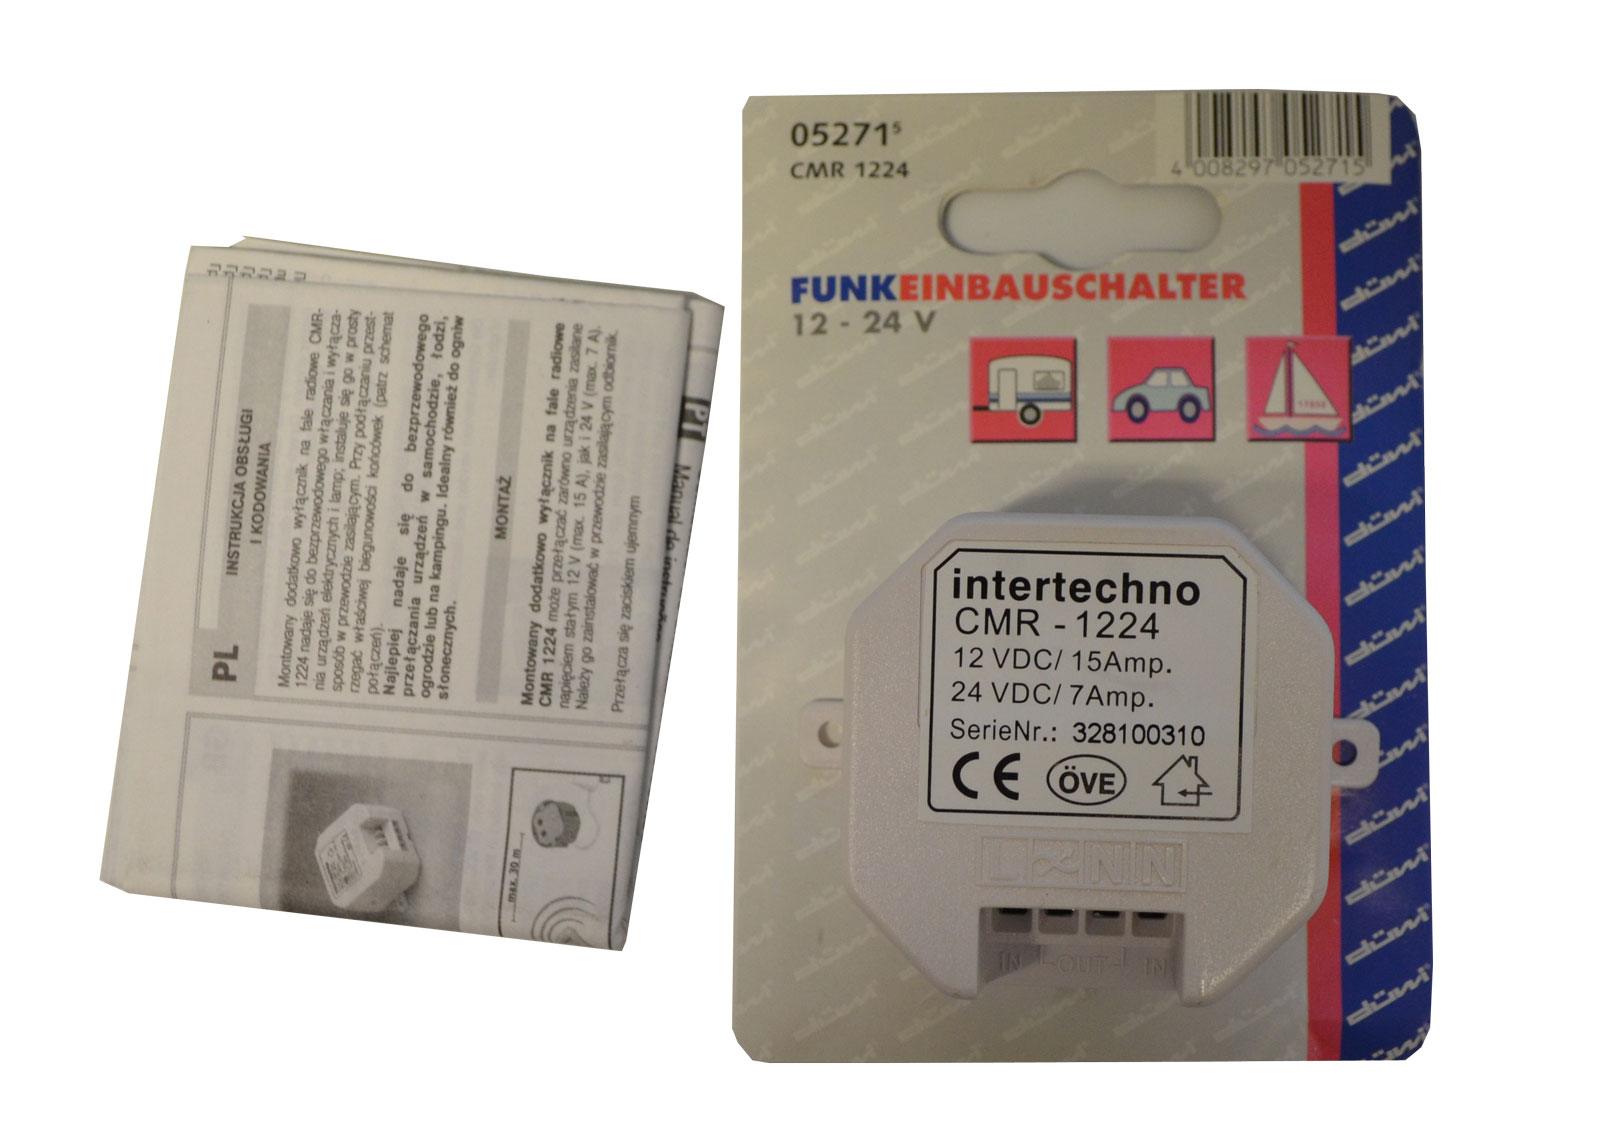 PL
INSTRUKCJA OBSŁUGI
I KODOWANIA
Montowany dodatkowo wyłącznik na fale radiowe CMR-
1224 nadaje się do bezprzewodowego włączania i wyłącza-
nia urządzeń elektrycznych i lamp; instaluje się go w prosty
sposób w przewodzie zasilającym. Przy podłączaniu przest-
rzegać właściwej biegunowości końcówek (patrz schemat
połączeń).
Najlepiej nadaje się do bezprzewodowego
przełączania urządzeń w samochodzie, łodzi,
ogrodzie lub na kampingu. Idealny również do ogniw
słonecznych.
MONTAŻ
Montowany dodatkowo wyłącznik na fale radiowe
CMR 1224 może przełączać zarówno urządzenia zasilane
napięciem stałym 12 V (max. 15 A), jak i 24 V (max. 7 A).
Należy go zainstalować w przewodzie zasilającym odbiornik.
Przełącza się zaciskiem ujemnym
max. 30 m
05271⁵
CMR 1224
4 008297 052715
FUNKEINBAUSCHALTER
12 - 24 V
intertechno
CMR - 1224
12 VDC/ 15Amp.
24 VDC/ 7Amp.
SerieNr.: 328100310
CE ÖVE
L N N
IN OUT IN
düwi